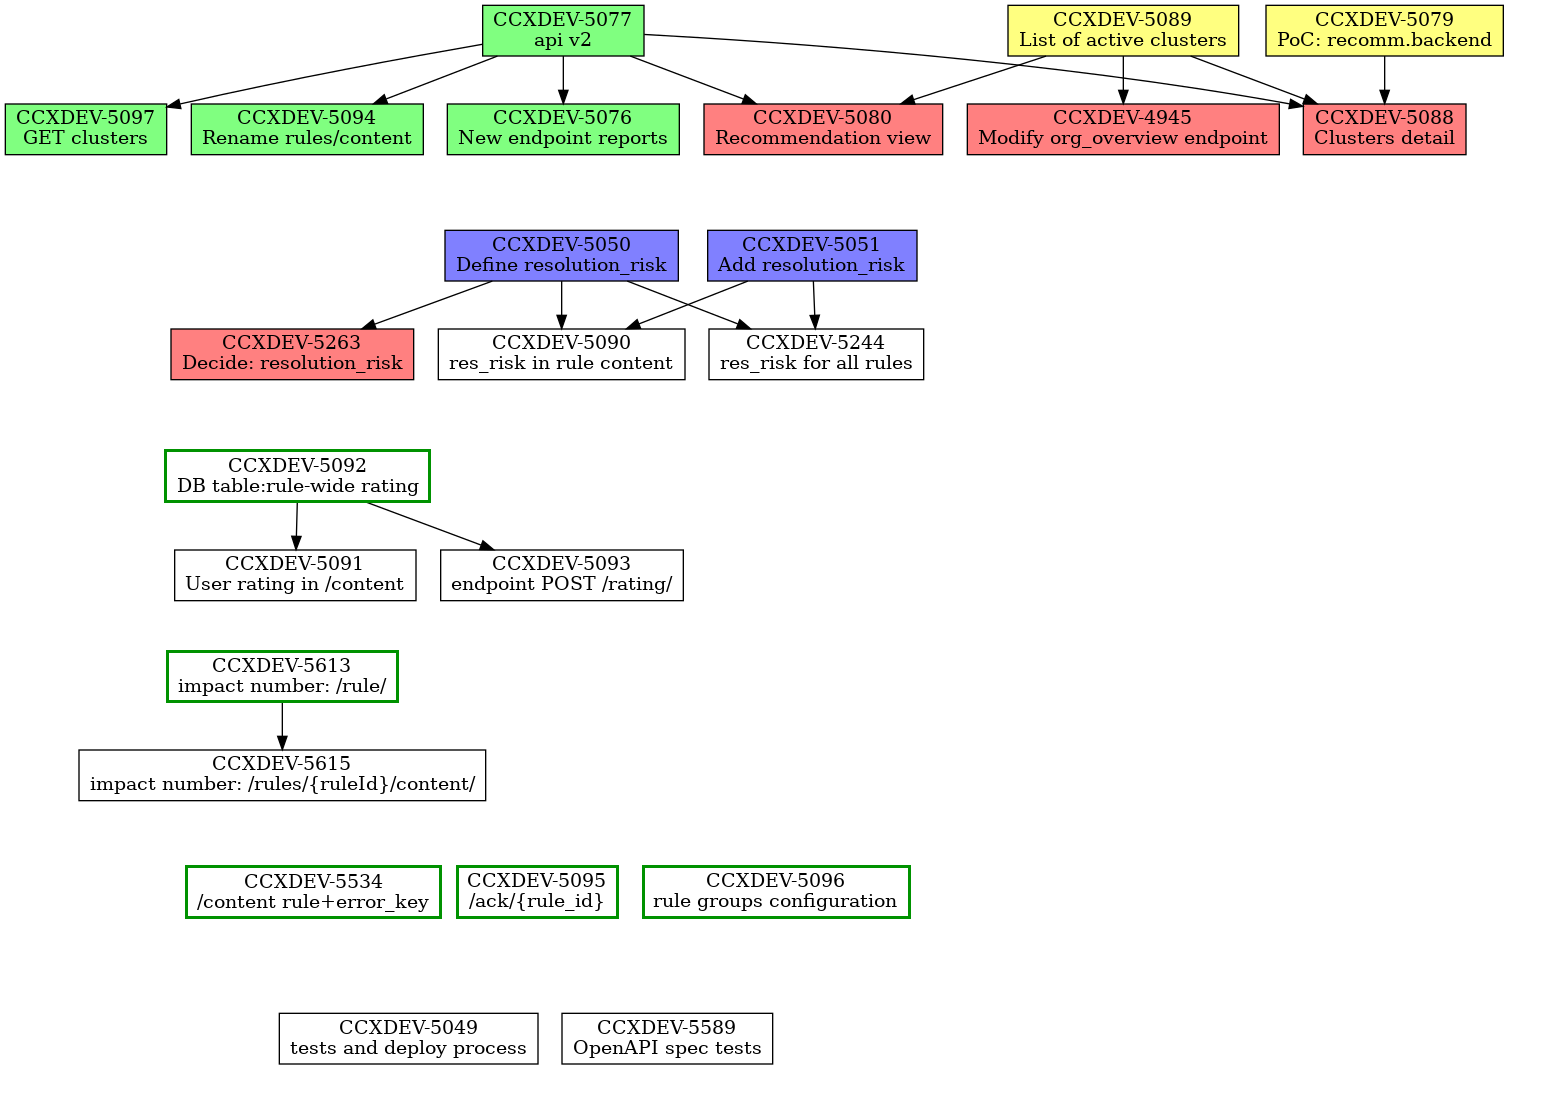 CCXDEV-5077
api v2
CCXDEV-5089
List of active clusters
CCXDEV-5079
PoC: recomm.backend
CCXDEV-5097
GET clusters
CCXDEV-5094
Rename rules/content
CCXDEV-5076
New endpoint reports
CCXDEV-5080
Recommendation view
CCXDEV-4945
Modify org_overview endpoint
CCXDEV-5088
Clusters detail
CCXDEV-5050
Define resolution_risk
CCXDEV-5051
Add resolution_risk
CCXDEV-5263
Decide: resolution_risk
CCXDEV-5090
res_risk in rule content
CCXDEV-5244
res_risk for all rules
CCXDEV-5092
DB table:rule-wide rating
CCXDEV-5091
User rating in /content
CCXDEV-5093
endpoint POST /rating/
CCXDEV-5613
impact number: /rule/
CCXDEV-5615
impact number: /rules/{ruleId}/content/
CCXDEV-5534
/content rule+error_key
CCXDEV-5095
/ack/{rule_id}
CCXDEV-5096
rule groups configuration
CCXDEV-5049
tests and deploy process
CCXDEV-5589
OpenAPI spec tests